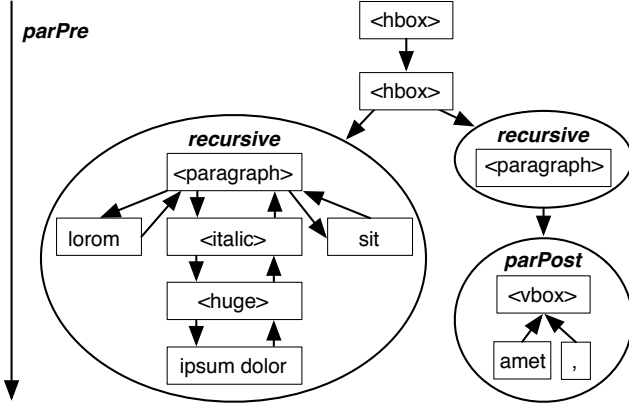 parPre
<hbox>
<hbox>
recursive
<paragraph>
lorom
<italic>
sit
<huge>
ipsum dolor
recursive
<paragraph>
parPost
<vbox>
amet
,